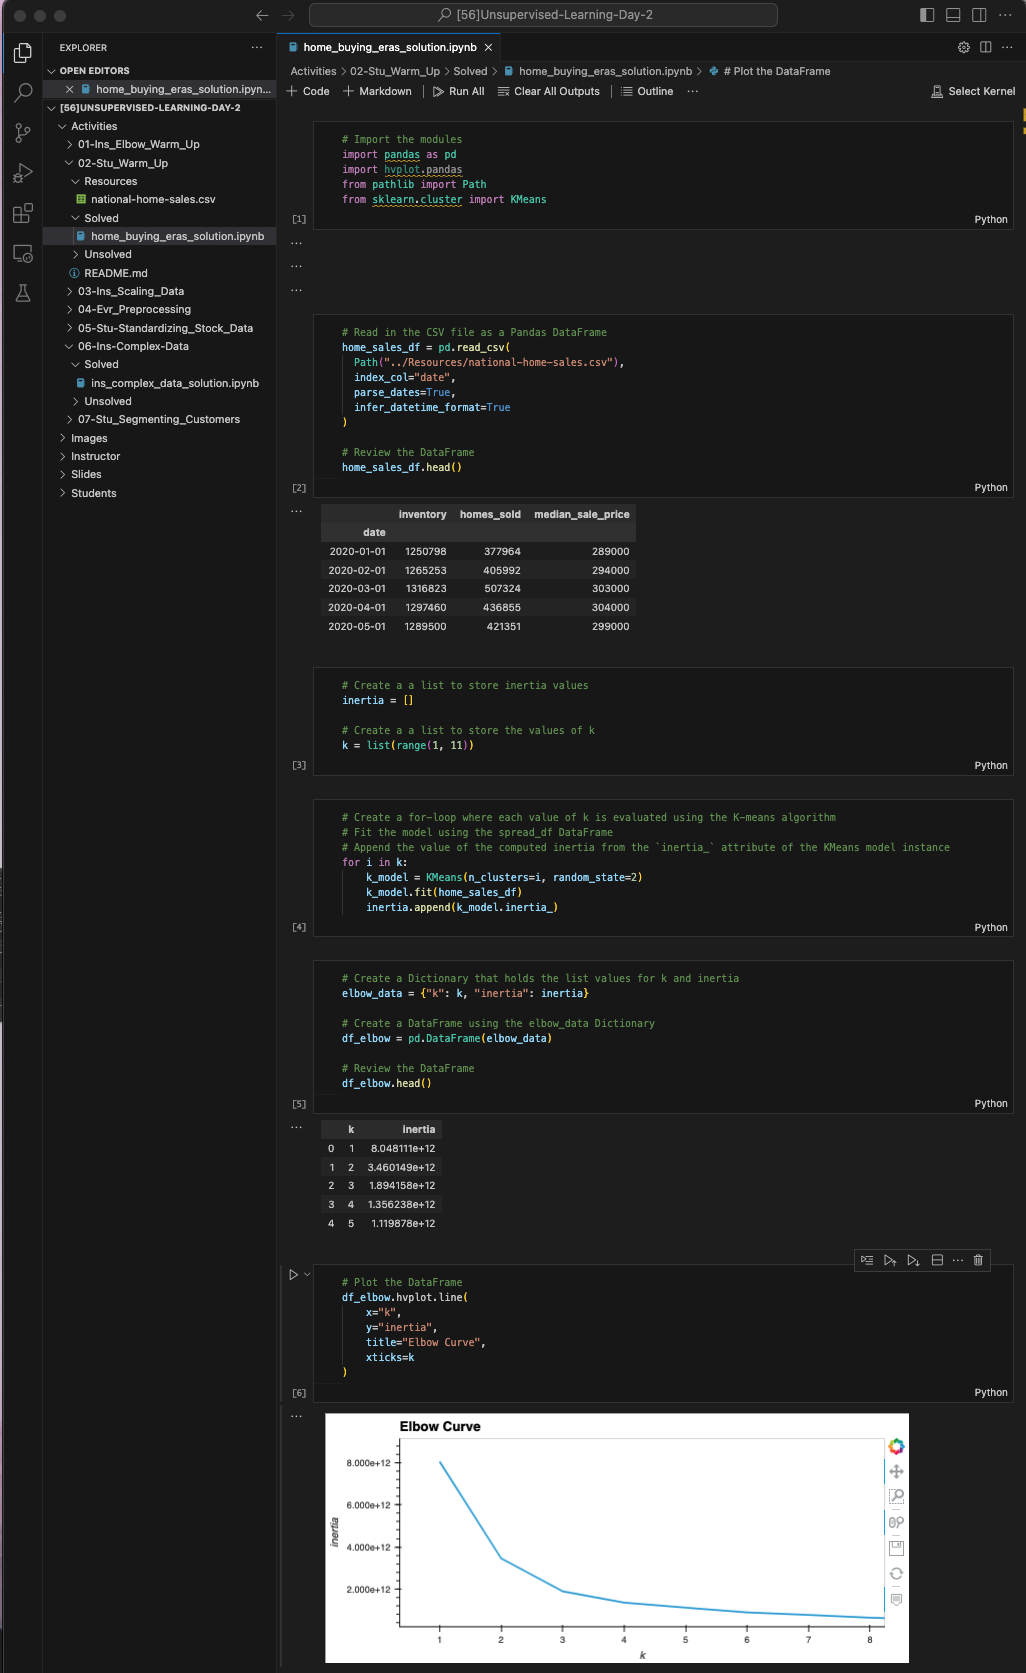 [56]Unsupervised-Learning-Day-2
EXPLORER
OPEN EDITORS
home_buying_eras_solution.ipyn...
[56]UNSUPERVISED-LEARNING-DAY-2
Activities
01-Ins_Elbow_Warm_Up
02-Stu_Warm_Up
Resources
national-home-sales.csv
Solved
home_buying_eras_solution.ipynb
Unsolved
README.md
03-Ins_Scaling_Data
04-Evr_Preprocessing
05-Stu-Standardizing_Stock_Data
06-Ins-Complex-Data
Solved
ins_complex_data_solution.ipynb
Unsolved
07-Stu_Segmenting_Customers
Images
Instructor
Slides
Students
home_buying_eras_solution.ipynb
Activities > 02-Stu_Warm_Up > Solved > home_buying_eras_solution.ipynb > # Plot the DataFrame
+ Code + Markdown Run All Clear All Outputs Outline ... Select Kernel
# Import the modules
import pandas as pd
import hvplot.pandas
from pathlib import Path
from sklearn.cluster import KMeans
[1] Python
...
...
...
# Read in the CSV file as a Pandas DataFrame
home_sales_df = pd.read_csv(
Path("../Resources/national-home-sales.csv"),
index_col="date",
parse_dates=True,
infer_datetime_format=True
)
# Review the DataFrame
home_sales_df.head()
[2] Python
...
inventory homes_sold median_sale_price
date
2020-01-01 1250798 377964 289000
2020-02-01 1265253 405992 294000
2020-03-01 1316823 507324 303000
2020-04-01 1297460 436855 304000
2020-05-01 1289500 421351 299000
# Create a a list to store inertia values
inertia = []
# Create a a list to store the values of k
k = list(range(1, 11))
[3] Python
# Create a for-loop where each value of k is evaluated using the K-means algorithm
# Fit the model using the spread_df DataFrame
# Append the value of the computed inertia from the `inertia_` attribute of the KMeans model instance
for i in k:
k_model = KMeans(n_clusters=i, random_state=2)
k_model.fit(home_sales_df)
inertia.append(k_model.inertia_)
[4] Python
# Create a Dictionary that holds the list values for k and inertia
elbow_data = {"k": k, "inertia": inertia}
# Create a DataFrame using the elbow_data Dictionary
df_elbow = pd.DataFrame(elbow_data)
# Review the DataFrame
df_elbow.head()
[5] Python
...
k inertia
0 1 8.048111e+12
1 2 3.460149e+12
2 3 1.894158e+12
3 4 1.356238e+12
4 5 1.119878e+12
# Plot the DataFrame
df_elbow.hvplot.line(
x="k",
y="inertia",
title="Elbow Curve",
xticks=k
)
[6] Python
...
Elbow Curve
8.000e+12
6.000e+12
4.000e+12
2.000e+12
inertia
1 2 3 4 5 6 7 8
k